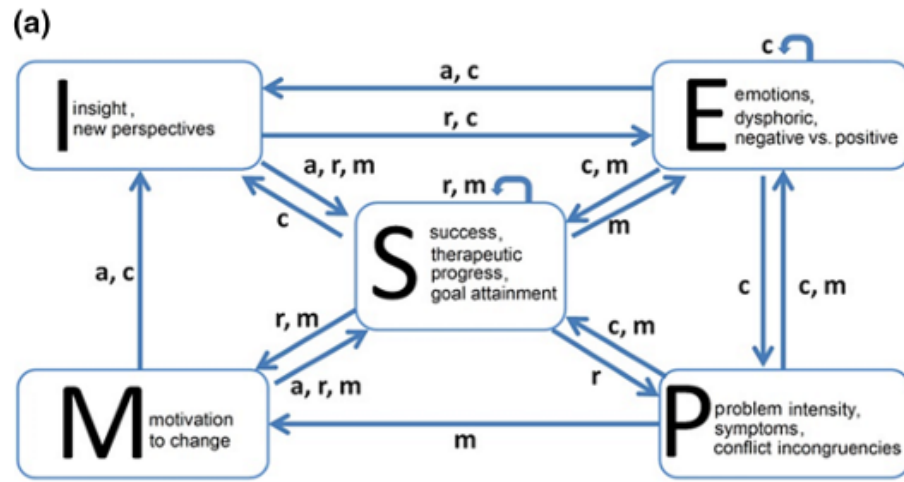 (a)
c
I insight,
new perspectives
a, c
E emotions,
dysphoric,
negative vs. positive
r, c
a, r, m
c
r, m
c, m
m
S success,
therapeutic
progress,
goal attainment
a, c
c
c, m
r, m
a, r, m
c, m
r
M motivation
to change
m
P problem intensity,
symptoms,
conflict incongruencies